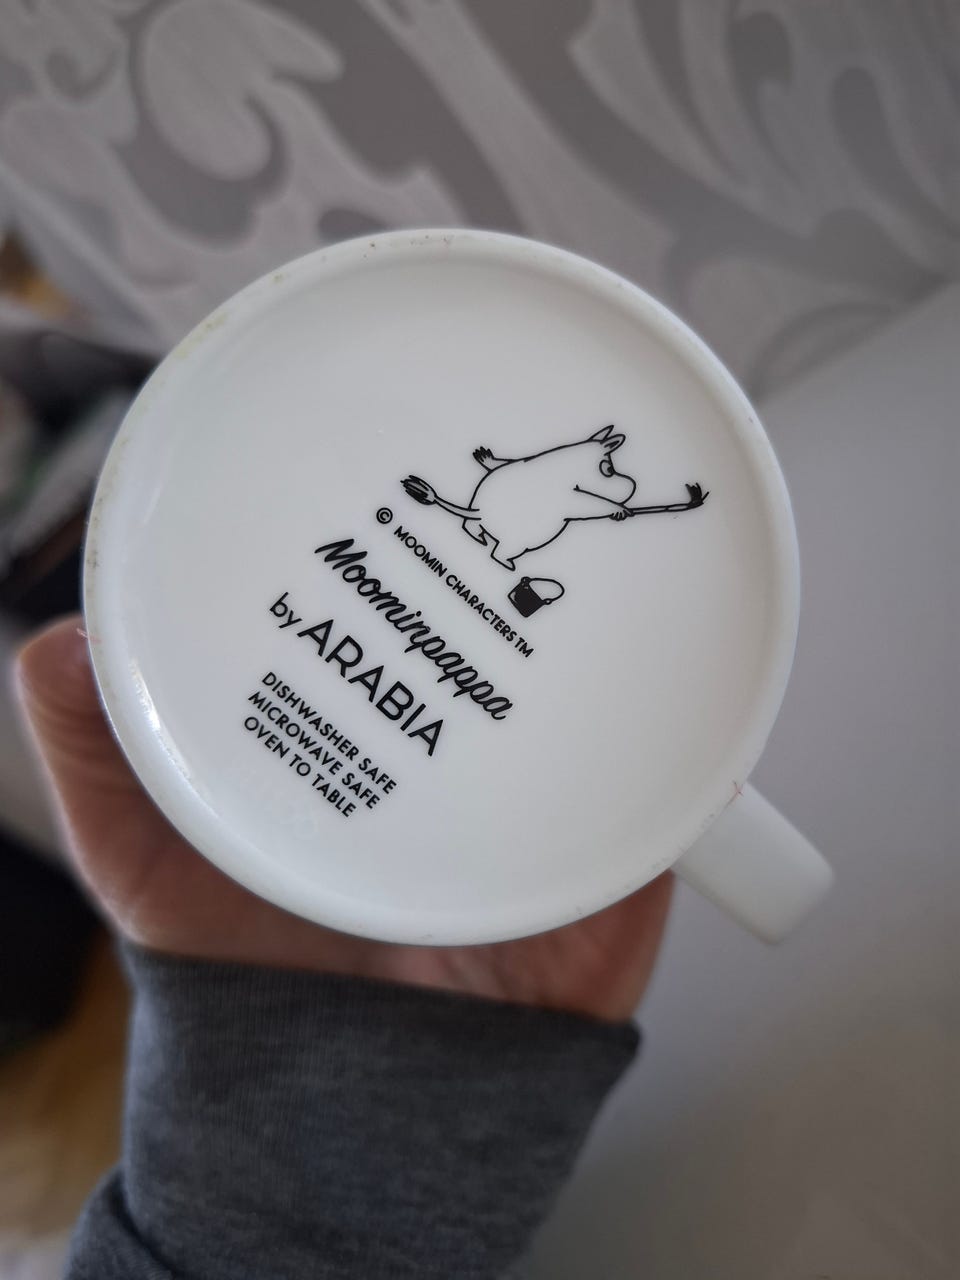 © MOOMIN CHARACTERS TM
Moominpappa
by ARABIA
DISHWASHER SAFE
MICROWAVE SAFE
OVEN TO TABLE